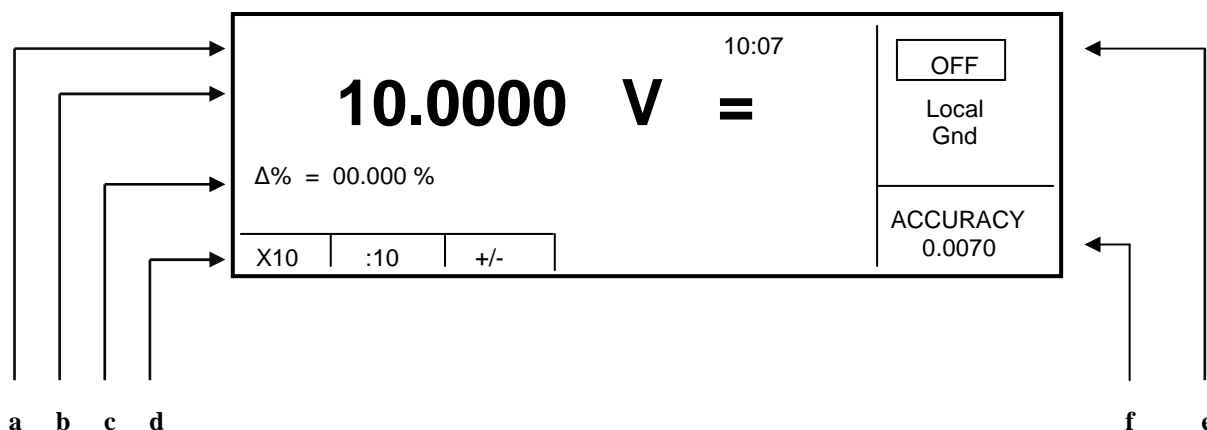 10:07
10.0000 V =
Δ% = 00.000 %
X10 :10 +/-
OFF
Local
Gnd
ACCURACY
0.0070
a b c d f e